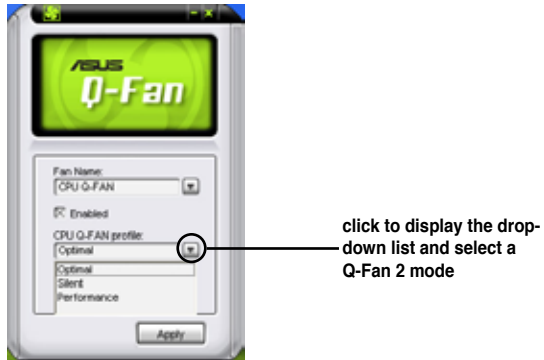 ASUS
Q-Fan
Fan Name:
CPU Q-FAN
Enabled
CPU Q-FAN profile:
Optimal
Optimal
Silent
Performance
Apply
click to display the drop-
down list and select a
Q-Fan 2 mode